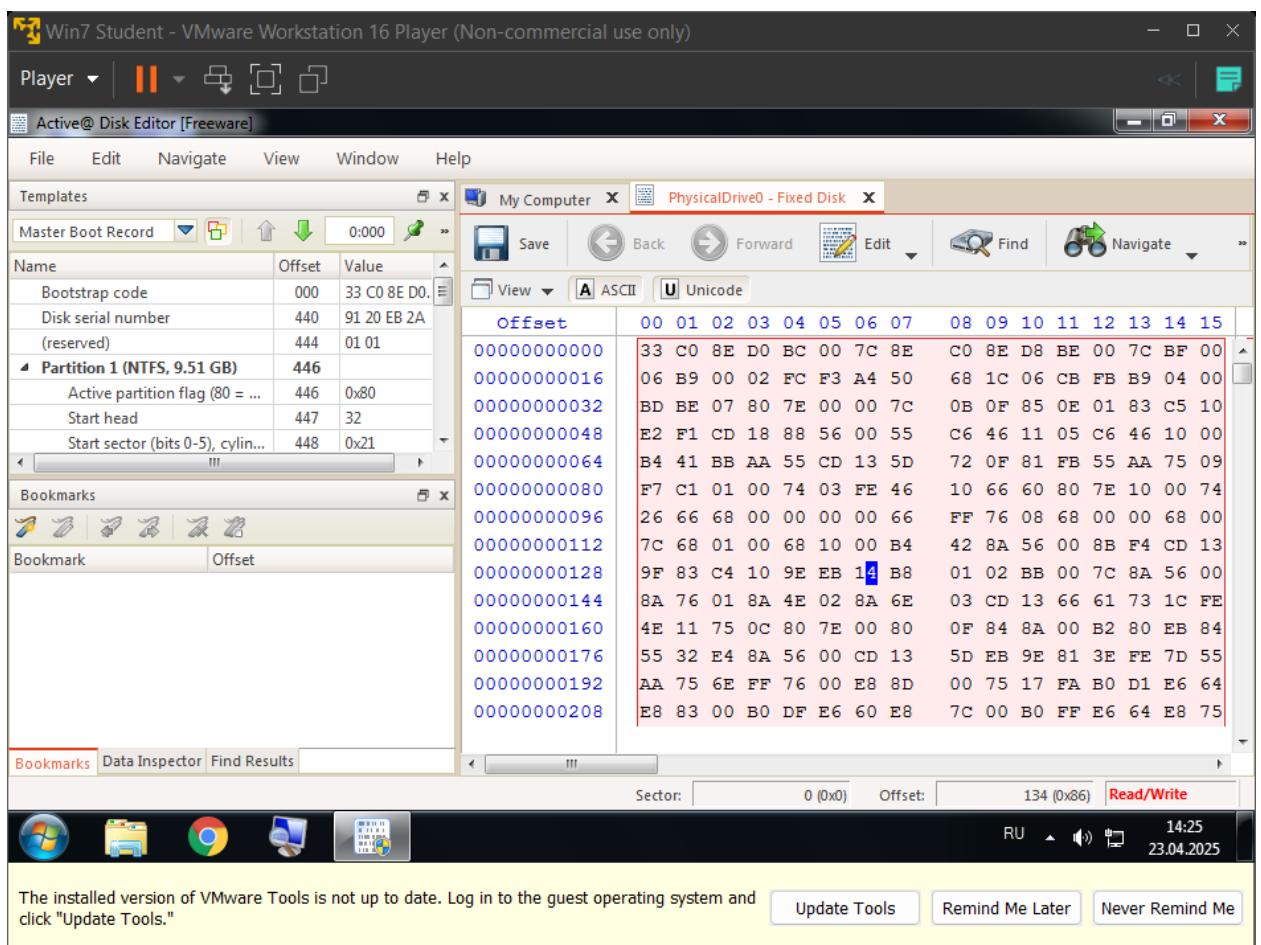 Win7 Student - VMware Workstation 16 Player (Non-commercial use only)
Player
Active@ Disk Editor [Freeware]
File Edit Navigate View Window Help
Templates
Master Boot Record 0:000 »
Name Offset Value
Bootstrap code 000 33 C0 8E D0.
Disk serial number 440 91 20 EB 2A
(reserved) 444 01 01
Partition 1 (NTFS, 9.51 GB) 446
Active partition flag (80 = ... 446 0x80
Start head 447 32
Start sector (bits 0-5), cylin... 448 0x21
Bookmarks
Bookmark Offset
Bookmarks Data Inspector Find Results
My Computer X PhysicalDrive0 - Fixed Disk X
Save Back Forward Edit Find Navigate »
View A ASCII U Unicode
Offset 00 01 02 03 04 05 06 07 08 09 10 11 12 13 14 15
00000000000 33 C0 8E D0 BC 00 7C 8E C0 8E D8 BE 00 7C BF 00
00000000016 06 B9 00 02 FC F3 A4 50 68 1C 06 CB FB B9 04 00
00000000032 BD BE 07 80 7E 00 00 7C 0B 0F 85 0E 01 83 C5 10
00000000048 E2 F1 CD 18 88 56 00 55 C6 46 11 05 C6 46 10 00
00000000064 B4 41 BB AA 55 CD 13 5D 72 0F 81 FB 55 AA 75 09
00000000080 F7 C1 01 00 74 03 FE 46 10 66 60 80 7E 10 00 74
00000000096 26 66 68 00 00 00 00 66 FF 76 08 68 00 00 68 00
00000000112 7C 68 01 00 68 10 00 B4 42 8A 56 00 8B F4 CD 13
00000000128 9F 83 C4 10 9E EB 14 B8 01 02 BB 00 7C 8A 56 00
00000000144 8A 76 01 8A 4E 02 8A 6E 03 CD 13 66 61 73 1C FE
00000000160 4E 11 75 0C 80 7E 00 80 0F 84 8A 00 B2 80 EB 84
00000000176 55 32 E4 8A 56 00 CD 13 5D EB 9E 81 3E FE 7D 55
00000000192 AA 75 6E FF 76 00 E8 8D 00 75 17 FA B0 D1 E6 64
00000000208 E8 83 00 B0 DF E6 60 E8 7C 00 B0 FF E6 64 E8 75
Sector: 0 (0x0) Offset: 134 (0x86) Read/Write
RU 14:25
23.04.2025
The installed version of VMware Tools is not up to date. Log in to the guest operating system and
click "Update Tools."
Update Tools Remind Me Later Never Remind Me